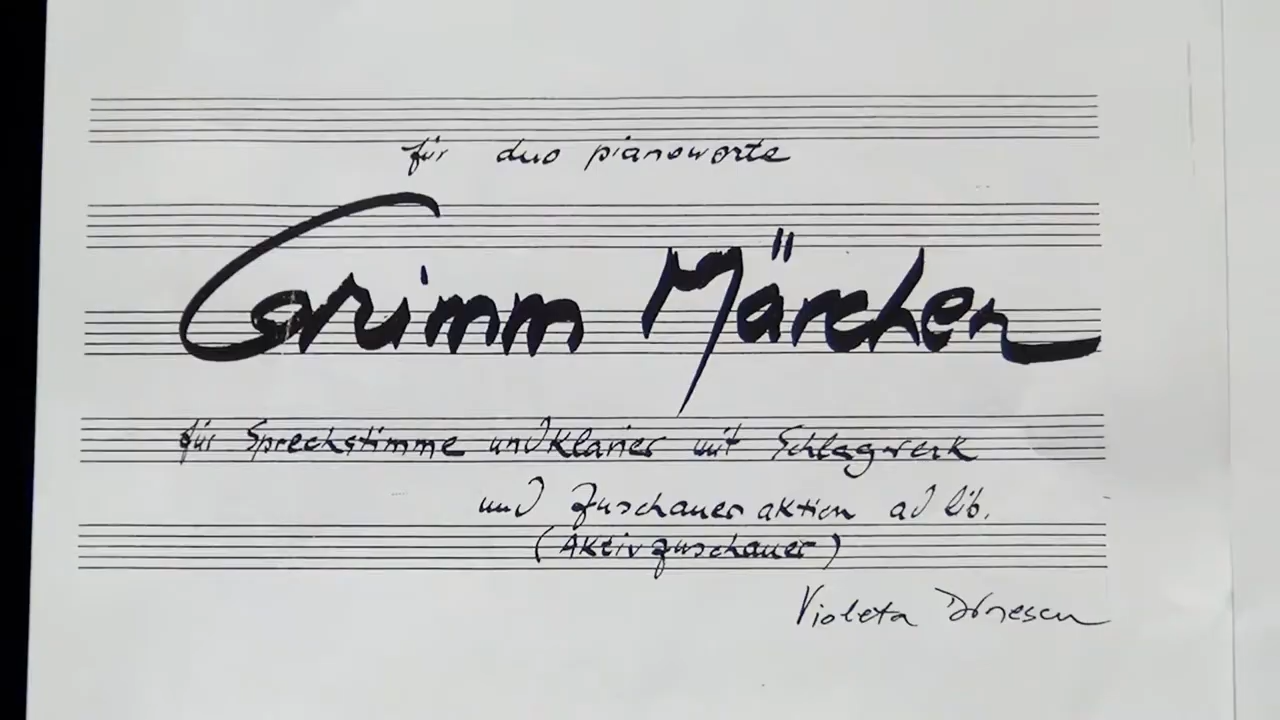 für duo pianoworte
Grimm Märchen
für Sprechstimme und Klavier mit Schlagwerk
und Zuschaueraktion ad lib.
(Aktivzuschauer)
Violeta Dinescu